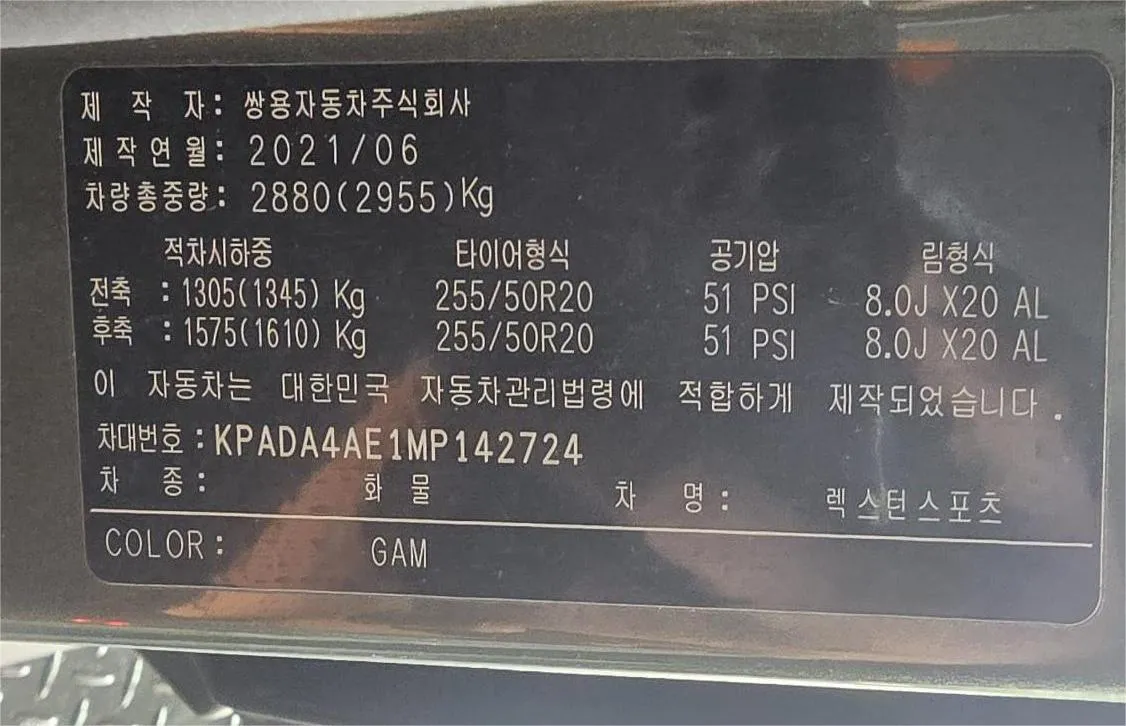 제 작 자: 쌍용자동차주식회사
제작연월: 2021/06
차량총중량: 2880(2955)Kg
적차시하중 타이어형식 공기압 림형식
전축 : 1305(1345) Kg 255/50R20 51 PSI 8.0J X20 AL
후축 : 1575(1610) Kg 255/50R20 51 PSI 8.0J X20 AL
이 자동차는 대한민국 자동차관리법령에 적합하게 제작되었습니다.
차대번호: KPADA4AE1MP142724
차 종: 화 물 차 명: 렉스턴스포츠
COLOR: GAM